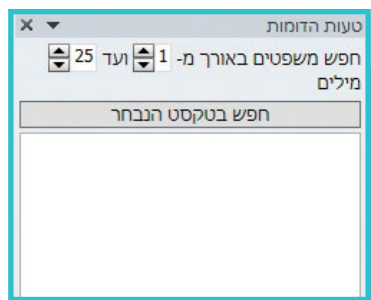 טעות הדומות
חפש משפטים באורך מ- 1 ועד 25
מילים
חפש בטקסט הנבחר